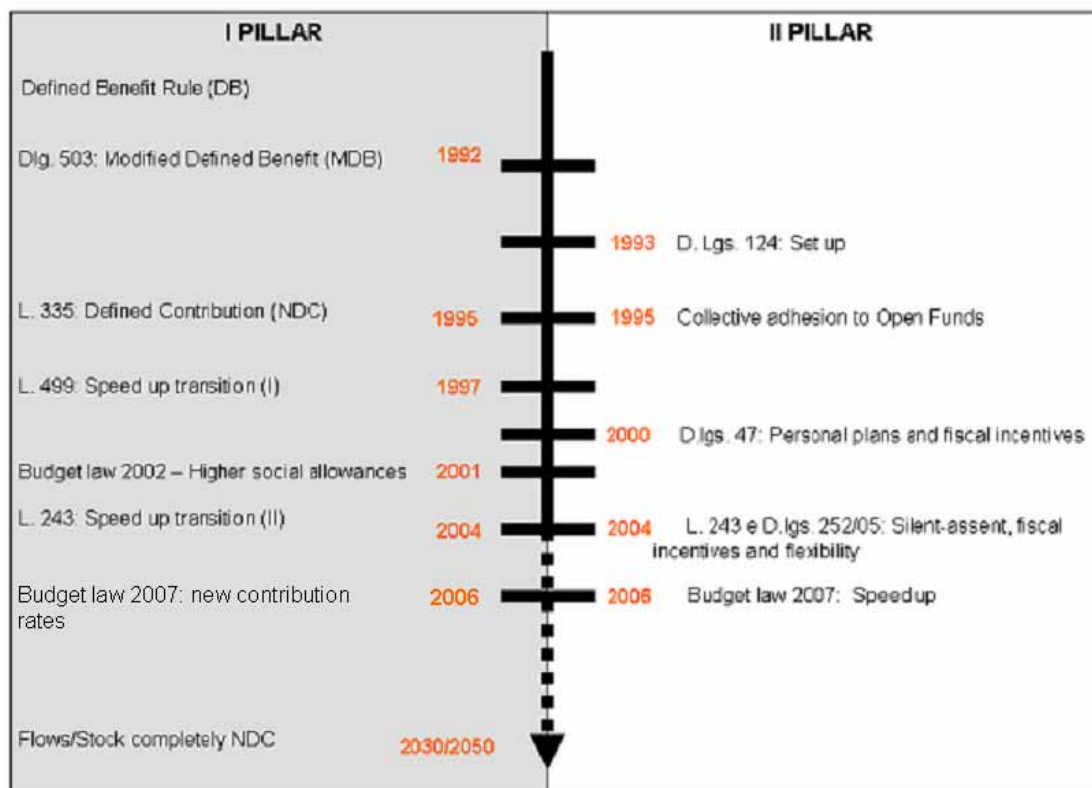 I PILLAR
II PILLAR
Defined Benefit Rule (DB)
Dlg. 503: Modified Defined Benefit (MDB) 1992
1993 D. Lgs. 124: Set up
L. 335: Defined Contribution (NDC) 1995
1995 Collective adhesion to Open Funds
L. 499: Speed up transition (I) 1997
2000 D.lgs. 47: Personal plans and fiscal incentives
Budget law 2002 – Higher social allowances 2001
L. 243: Speed up transition (II) 2004
2004 L. 243 e D.lgs. 252/05: Silent-assent, fiscal
incentives and flexibility
Budget law 2007: new contribution 2006
rates
2006 Budget law 2007: Speed up
Flows/Stock completely NDC 2030/2050